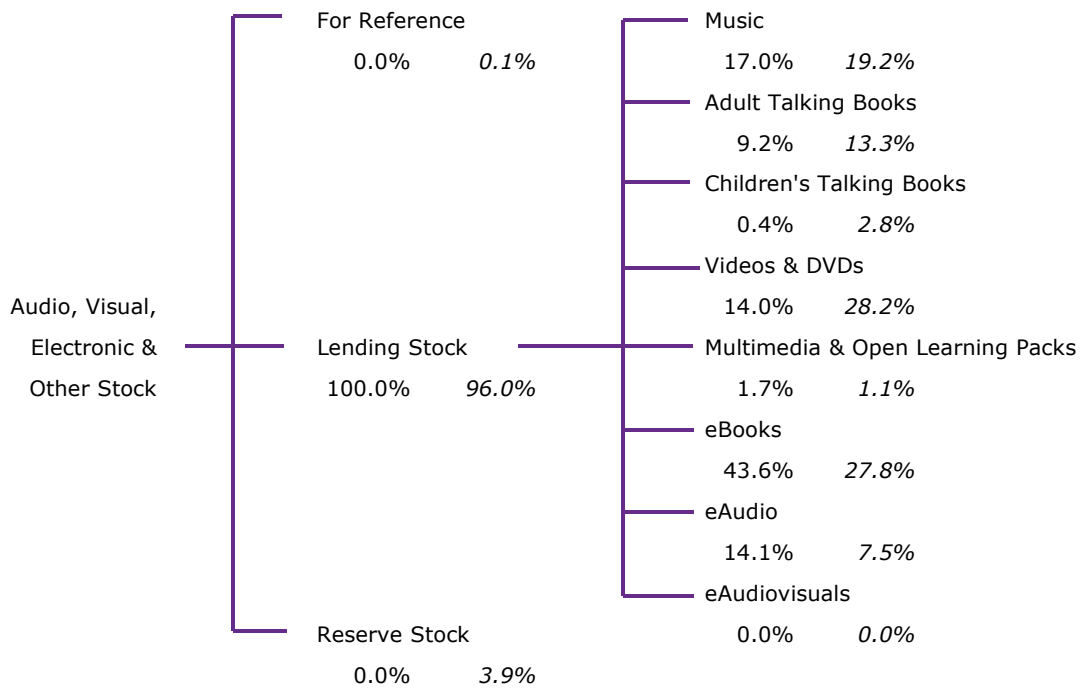 Audio, Visual,
Electronic &
Other Stock
For Reference
0.0% 0.1%
Lending Stock
100.0% 96.0%
Reserve Stock
0.0% 3.9%
Music
17.0% 19.2%
Adult Talking Books
9.2% 13.3%
Children's Talking Books
0.4% 2.8%
Videos & DVDs
14.0% 28.2%
Multimedia & Open Learning Packs
1.7% 1.1%
eBooks
43.6% 27.8%
eAudio
14.1% 7.5%
eAudiovisuals
0.0% 0.0%